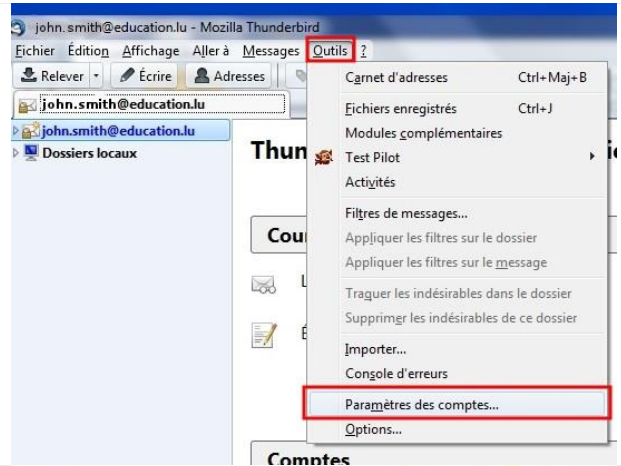 john.smith@education.lu - Mozilla Thunderbird
Fichier Édition Affichage Aller à Messages Outils ?
Relever Écrire Adresses
john.smith@education.lu
john.smith@education.lu
Dossiers locaux
Thun
Cour
L
É
Comptes
Carnet d'adresses Ctrl+Maj+B
Fichiers enregistrés Ctrl+J
Modules complémentaires
Test Pilot
Activités
Filtres de messages...
Appliquer les filtres sur le dossier
Appliquer les filtres sur le message
Traquer les indésirables dans le dossier
Supprimer les indésirables de ce dossier
Importer...
Console d'erreurs
Paramètres des comptes...
Options...